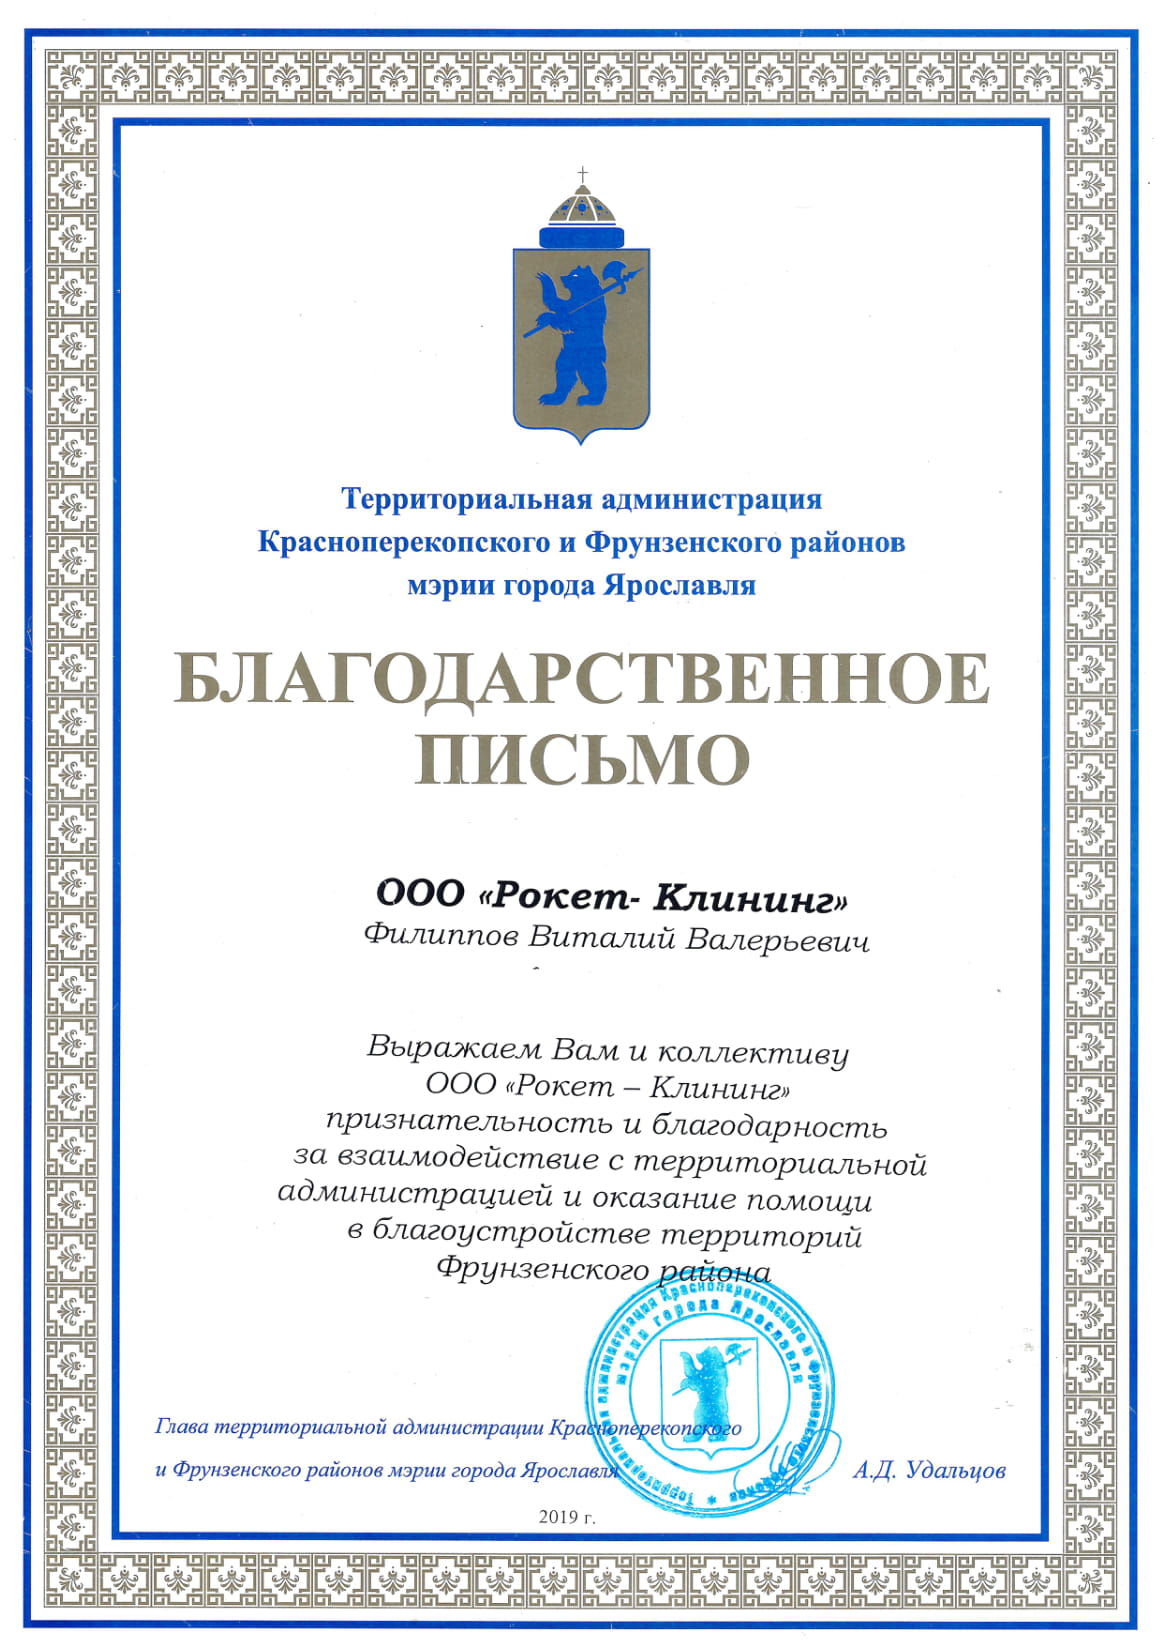 Территориальная администрация
Красноперекопского и Фрунзенского районов
мэрии города Ярославля
БЛАГОДАРСТВЕННОЕ
ПИСЬМО
ООО «Рокет- Клининг»
Филиппов Виталий Валерьевич
Выражаем Вам и коллективу
ООО «Рокет – Клининг»
признательность и благодарность
за взаимодействие с территориальной
администрацией и оказание помощи
в благоустройстве территорий
Фрунзенского района
Территориальная администрация Красноперекопского и Фрунзенского районов
мэрии города Ярославля
Глава территориальной администрации Красноперекопского
и Фрунзенского районов мэрии города Ярославля
А.Д. Удальцов
2019 г.